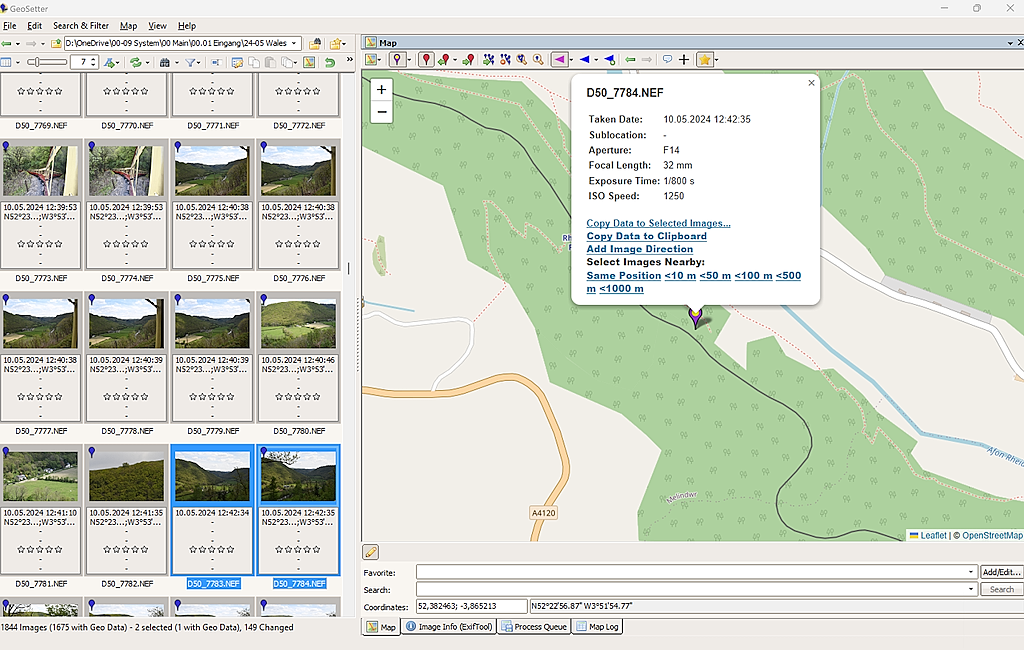 GeoSetter
File Edit Search & Filter Map View Help
D:\OneDrive\00-09 System\00 Main\00.01 Eingang\24-05 Wales
7
D50_7769.NEF D50_7770.NEF D50_7771.NEF D50_7772.NEF
10.05.2024 12:39:53 10.05.2024 12:39:53 10.05.2024 12:40:38 10.05.2024 12:40:38
N52°23...;W3°53'... N52°23...;W3°53'... N52°23...;W3°53'... N52°23...;W3°53'...
D50_7773.NEF D50_7774.NEF D50_7775.NEF D50_7776.NEF
10.05.2024 12:40:38 10.05.2024 12:40:39 10.05.2024 12:40:39 10.05.2024 12:40:46
N52°23...;W3°53'... N52°23...;W3°53'... N52°23...;W3°53'... N52°23...;W3°53'...
D50_7777.NEF D50_7778.NEF D50_7779.NEF D50_7780.NEF
10.05.2024 12:41:10 10.05.2024 12:41:35 10.05.2024 12:42:34 10.05.2024 12:42:35
N52°23...;W3°53'... N52°23...;W3°53'... - N52°22'...;W3°51'...
D50_7781.NEF D50_7782.NEF D50_7783.NEF D50_7784.NEF
1844 Images (1675 with Geo Data) - 2 selected (1 with Geo Data), 149 Changed
Map
+
−
D50_7784.NEF
Taken Date: 10.05.2024 12:42:35
Sublocation: -
Aperture: F14
Focal Length: 32 mm
Exposure Time: 1/800 s
ISO Speed: 1250
Copy Data to Selected Images...
Copy Data to Clipboard
Add Image Direction
Select Images Nearby:
Same Position <10 m <50 m <100 m <500
m <1000 m
Rh
A4120
Melindwr
Afon Rheid
Leaflet | © OpenStreetMap
Favorite: Add/Edit...
Search: Search
Coordinates: 52,382463; -3,865213 N52°22'56.87" W3°51'54.77"
Map Image Info (ExifTool) Process Queue Map Log